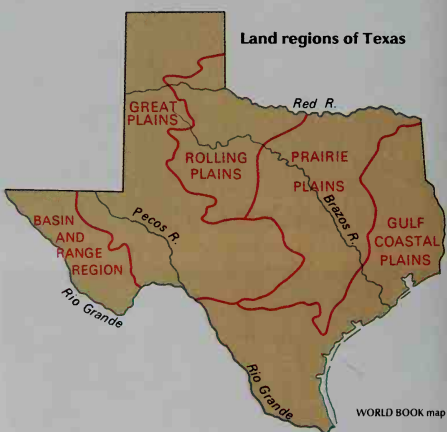 Land regions of Texas
Red R.
GREAT
PLAINS
ROLLING
PLAINS
PRAIRIE
PLAINS
Brazos R.
GULF
COASTAL
PLAINS
Pecos R.
BASIN
AND
RANGE
REGION
Rio Grande
Rio Grande
WORLD BOOK map